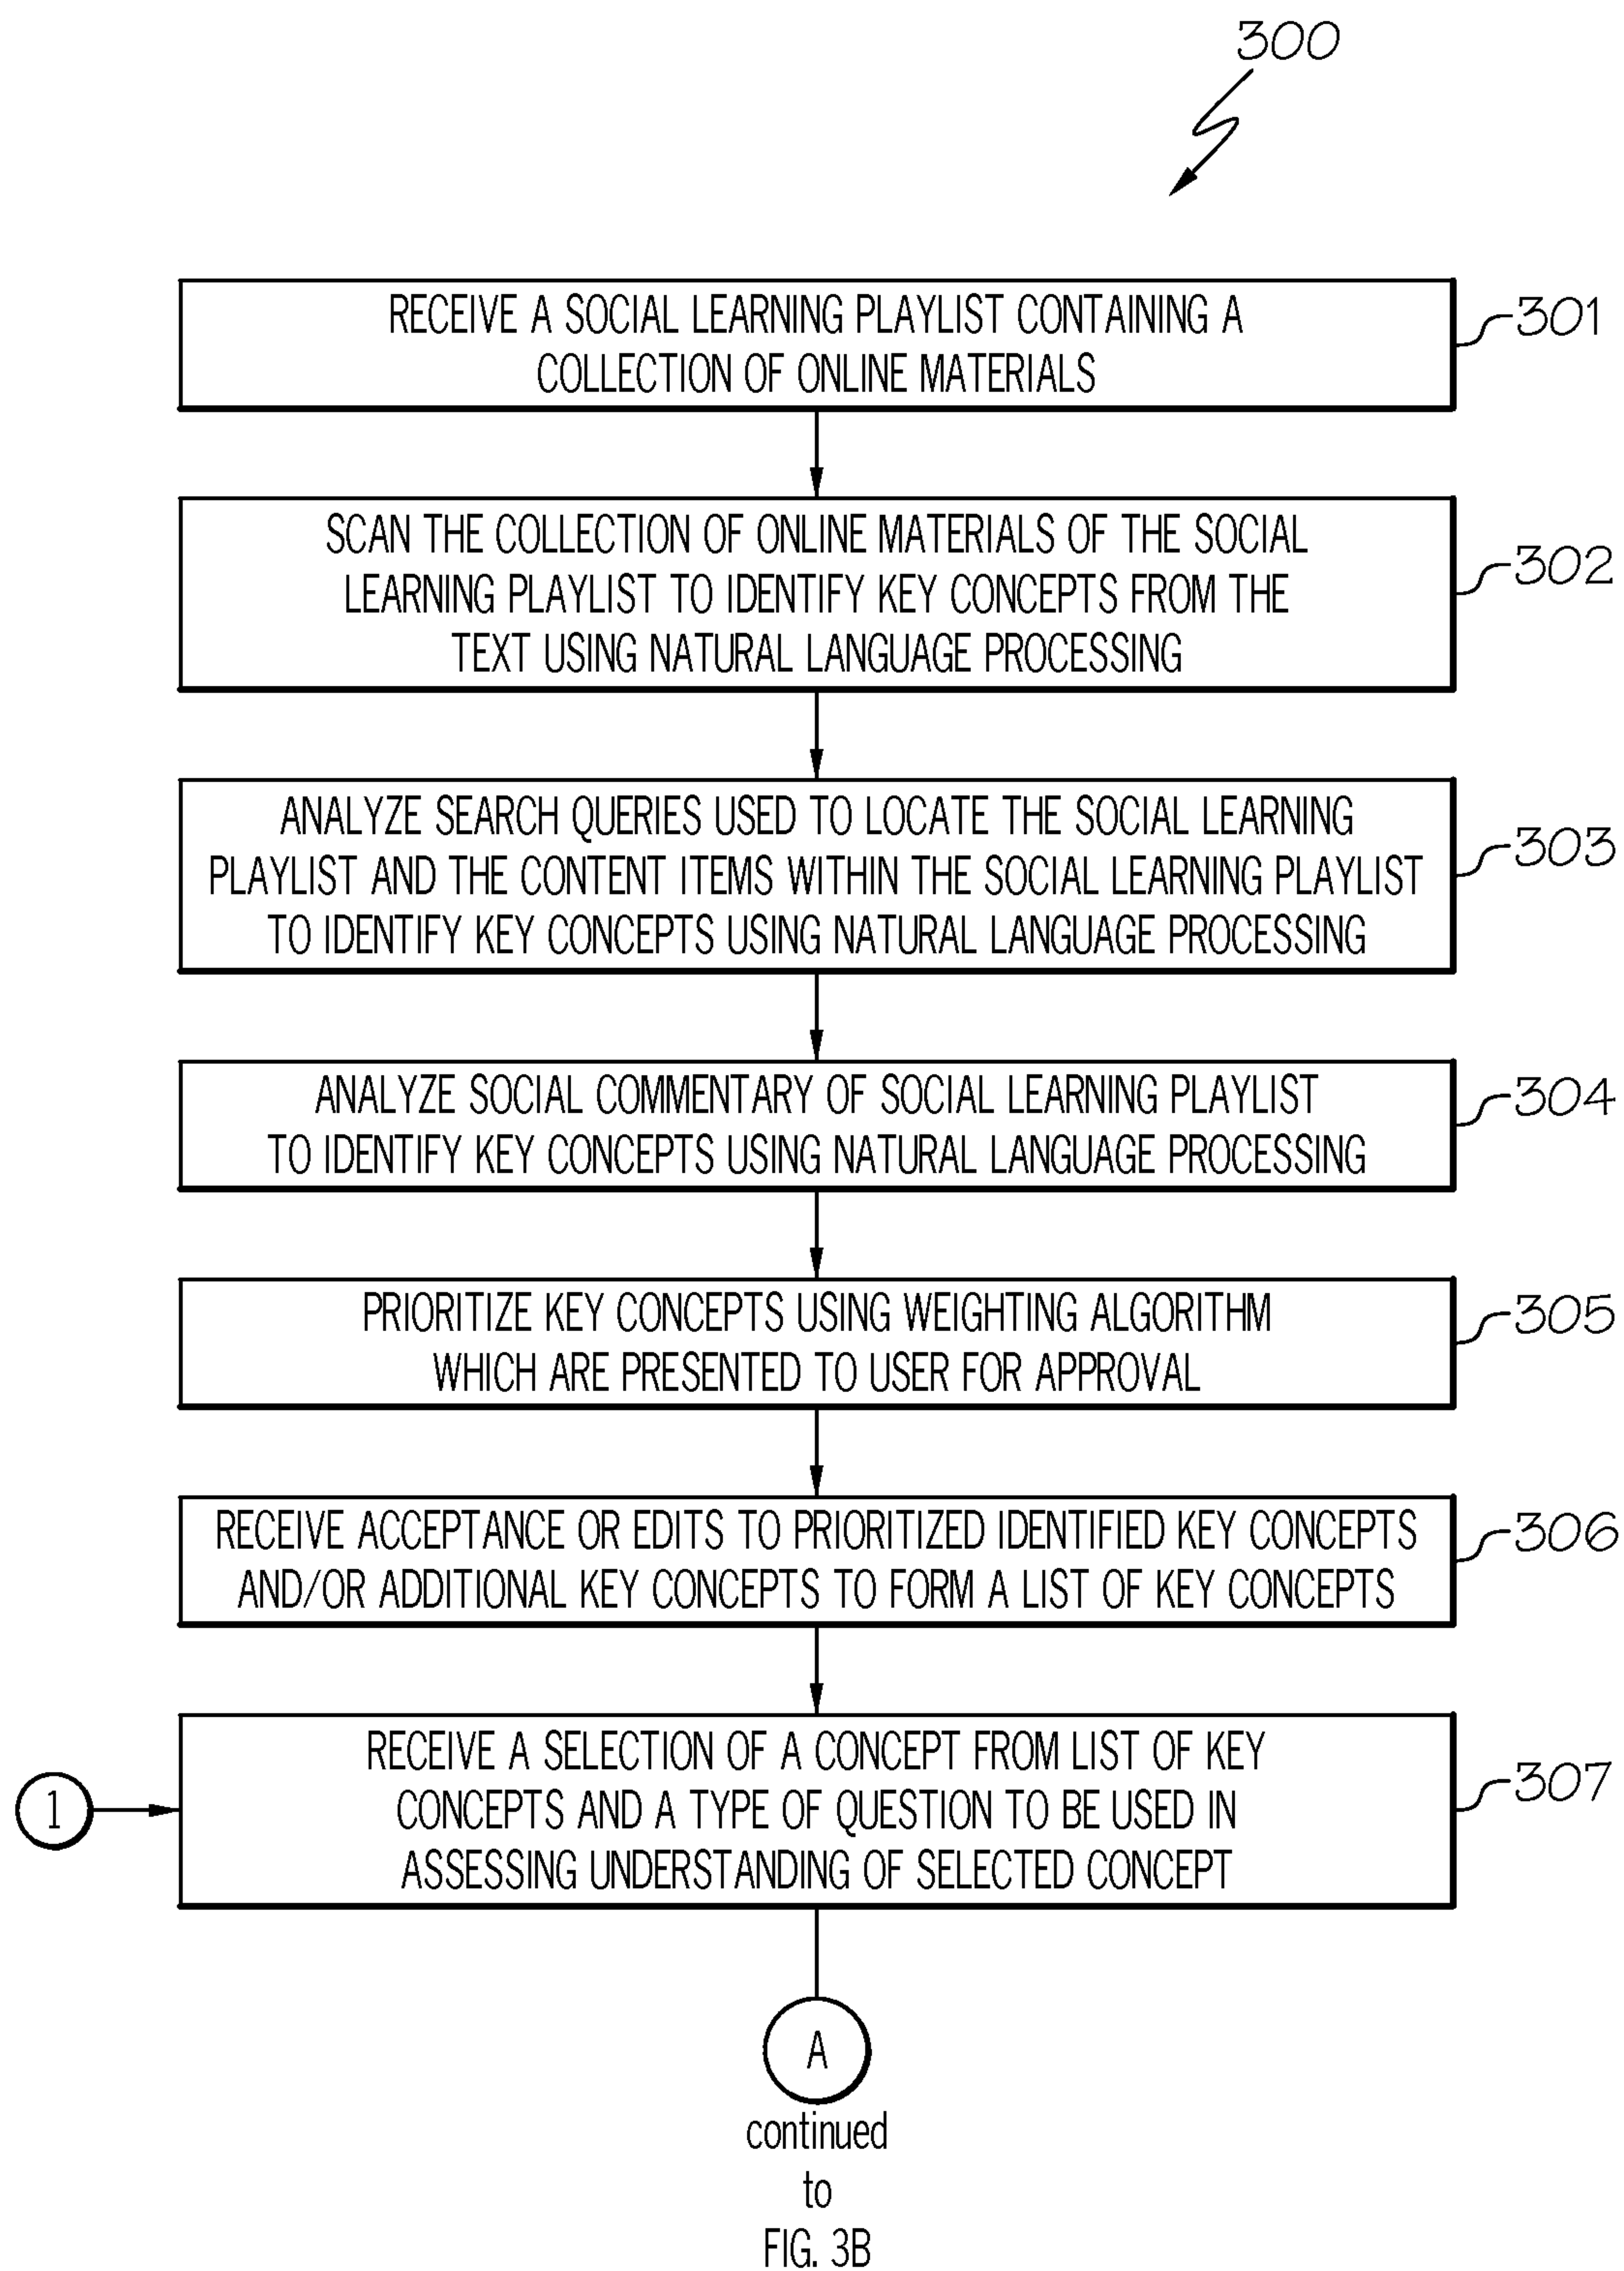 300
RECEIVE A SOCIAL LEARNING PLAYLIST CONTAINING A
COLLECTION OF ONLINE MATERIALS
301
SCAN THE COLLECTION OF ONLINE MATERIALS OF THE SOCIAL
LEARNING PLAYLIST TO IDENTIFY KEY CONCEPTS FROM THE
TEXT USING NATURAL LANGUAGE PROCESSING
302
ANALYZE SEARCH QUERIES USED TO LOCATE THE SOCIAL LEARNING
PLAYLIST AND THE CONTENT ITEMS WITHIN THE SOCIAL LEARNING PLAYLIST
TO IDENTIFY KEY CONCEPTS USING NATURAL LANGUAGE PROCESSING
303
ANALYZE SOCIAL COMMENTARY OF SOCIAL LEARNING PLAYLIST
TO IDENTIFY KEY CONCEPTS USING NATURAL LANGUAGE PROCESSING
304
PRIORITIZE KEY CONCEPTS USING WEIGHTING ALGORITHM
WHICH ARE PRESENTED TO USER FOR APPROVAL
305
RECEIVE ACCEPTANCE OR EDITS TO PRIORITIZED IDENTIFIED KEY CONCEPTS
AND/OR ADDITIONAL KEY CONCEPTS TO FORM A LIST OF KEY CONCEPTS
306
1
RECEIVE A SELECTION OF A CONCEPT FROM LIST OF KEY
CONCEPTS AND A TYPE OF QUESTION TO BE USED IN
ASSESSING UNDERSTANDING OF SELECTED CONCEPT
307
A
continued
to
FIG. 3B